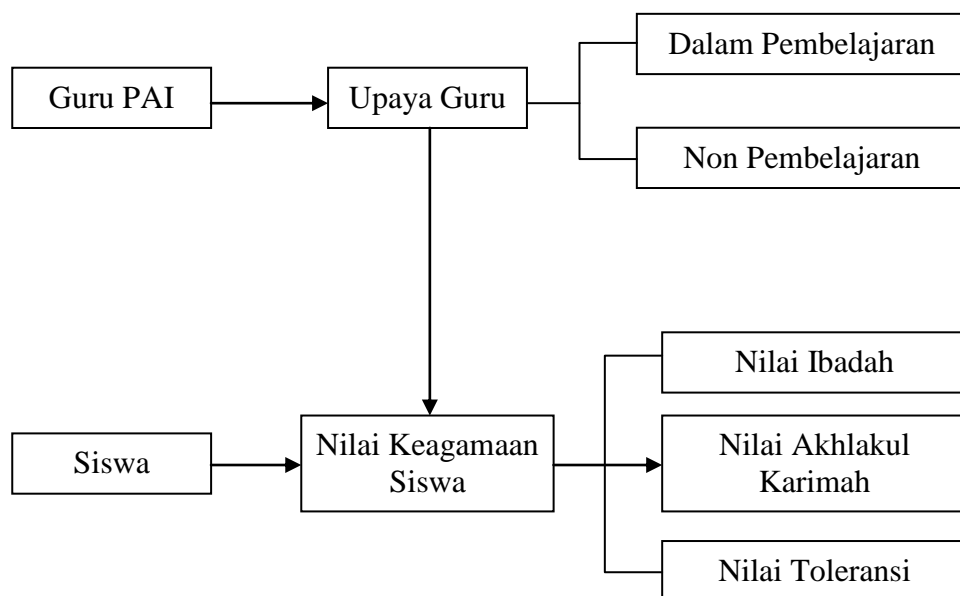 Dalam Pembelajaran
Guru PAI
Upaya Guru
Non Pembelajaran
Nilai Ibadah
Siswa
Nilai Keagamaan
Siswa
Nilai Akhlakul
Karimah
Nilai Toleransi